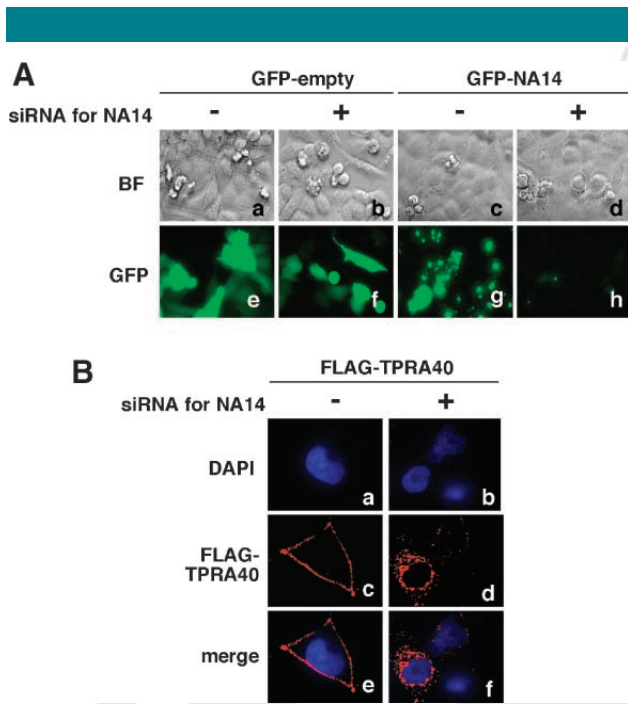 A
GFP-empty GFP-NA14
siRNA for NA14 - + - +
BF a b c d
GFP e f g h
B
FLAG-TPRA40
siRNA for NA14 - +
DAPI a b
FLAG-
TPRA40 c d
merge e f